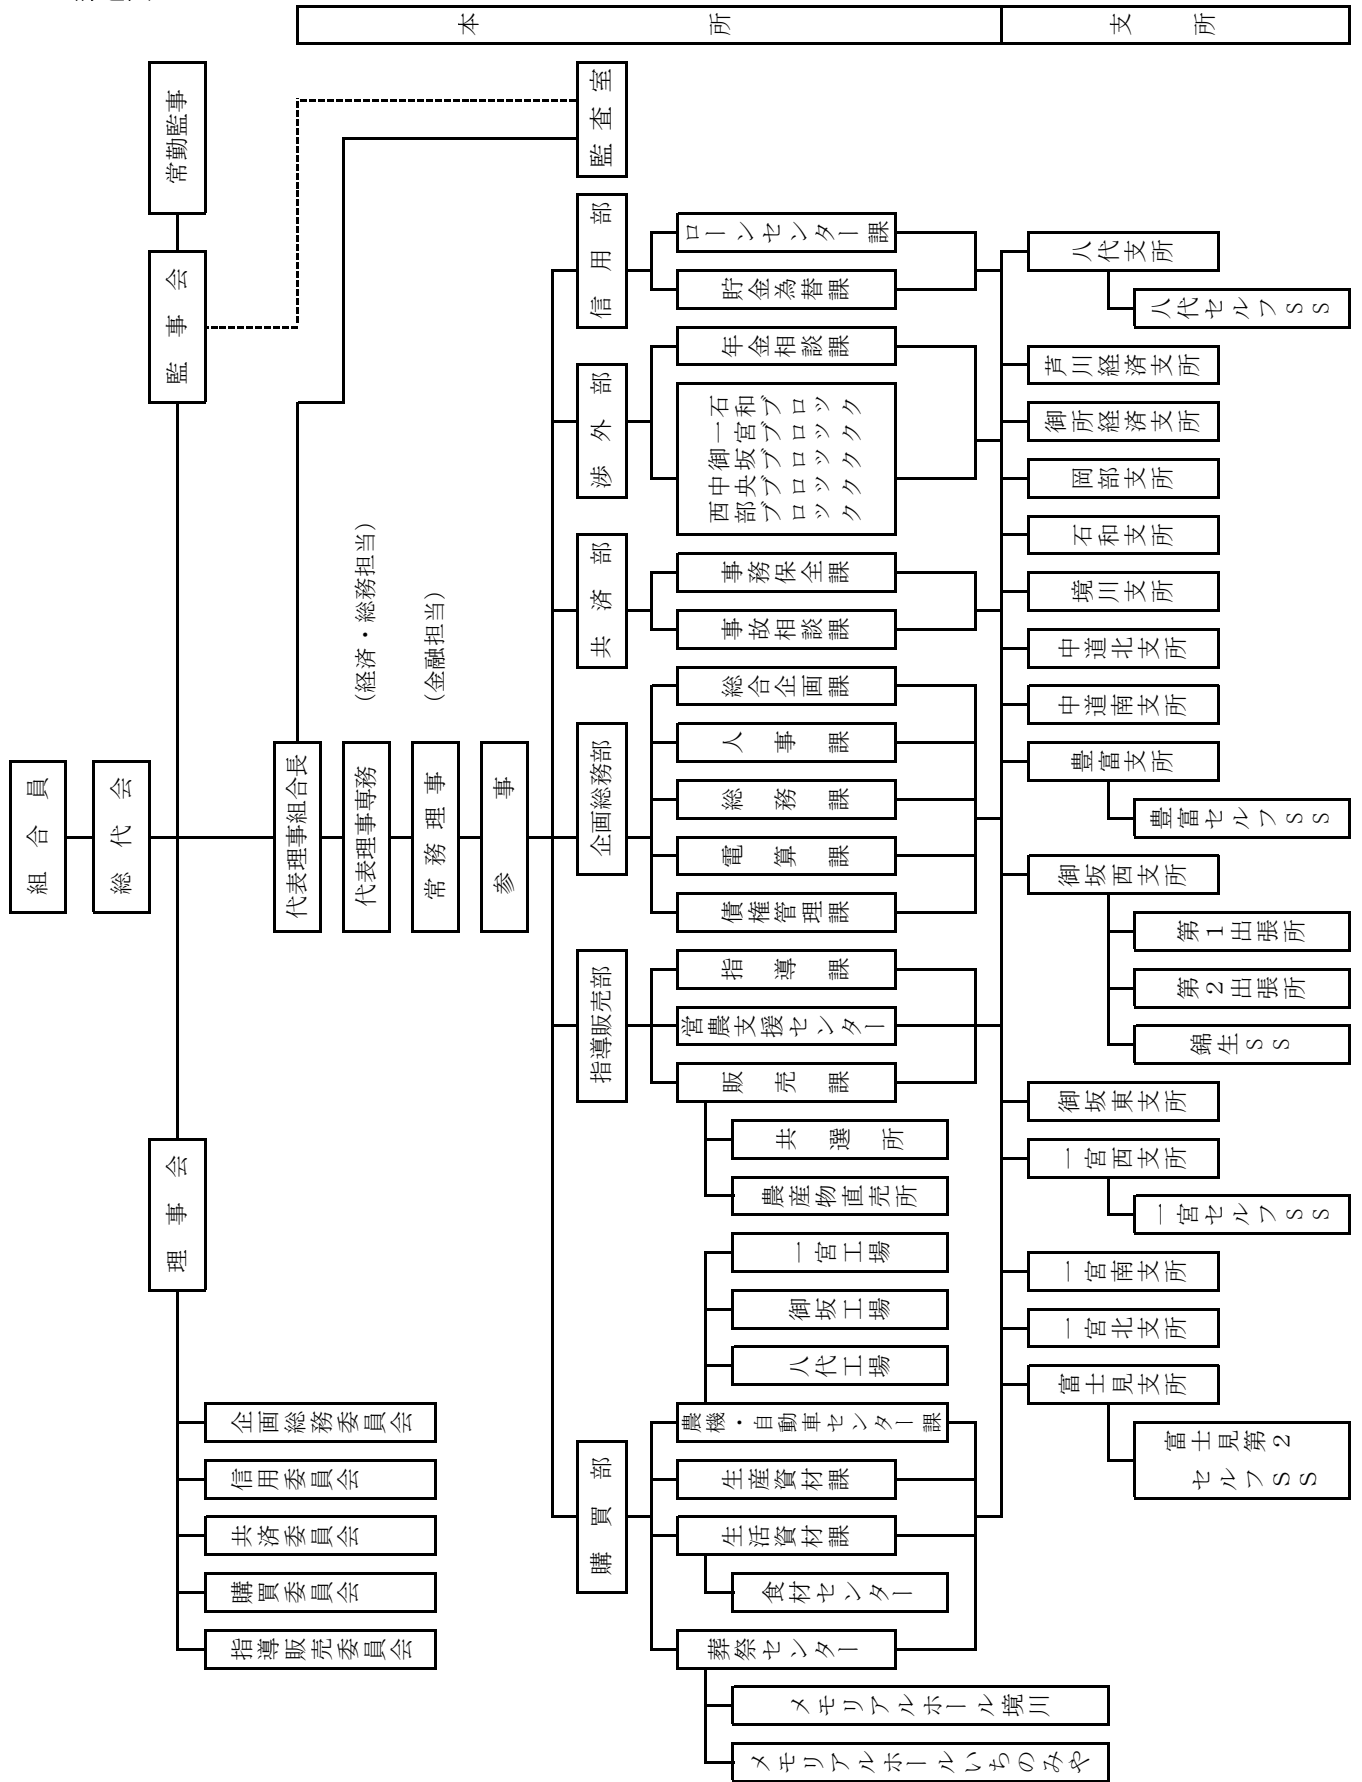 組合員
総代会
理事会
監事会
常勤監事
企画総務委員会
信用委員会
共済委員会
購買委員会
指導販売委員会
代表理事組合長
代表理事専務
(経済・総務担当)
常務理事
(金融担当)
参事
本所
支所
監査室
信用部
ローンセンター課
貯金為替課
渉外部
年金相談課
石和ブロック
一宮ブロック
御坂ブロック
中央ブロック
西部ブロック
共済部
事務保全課
事故相談課
企画総務部
総合企画課
人事課
総務課
電算課
債権管理課
指導販売部
指導課
営農支援センター
販売課
共選所
農産物直売所
購買部
一宮工場
御坂工場
八代工場
農機・自動車センター課
生産資材課
生活資材課
食材センター
葬祭センター
メモリアルホール境川
メモリアルホールいちのみや
八代支所
八代セルフSS
芦川経済支所
御所経済支所
岡部支所
石和支所
境川支所
中道北支所
中道南支所
豊富支所
豊富セルフSS
御坂西支所
第1出張所
第2出張所
錦生SS
御坂東支所
一宮西支所
一宮セルフSS
一宮南支所
一宮北支所
富士見支所
富士見第2
セルフSS